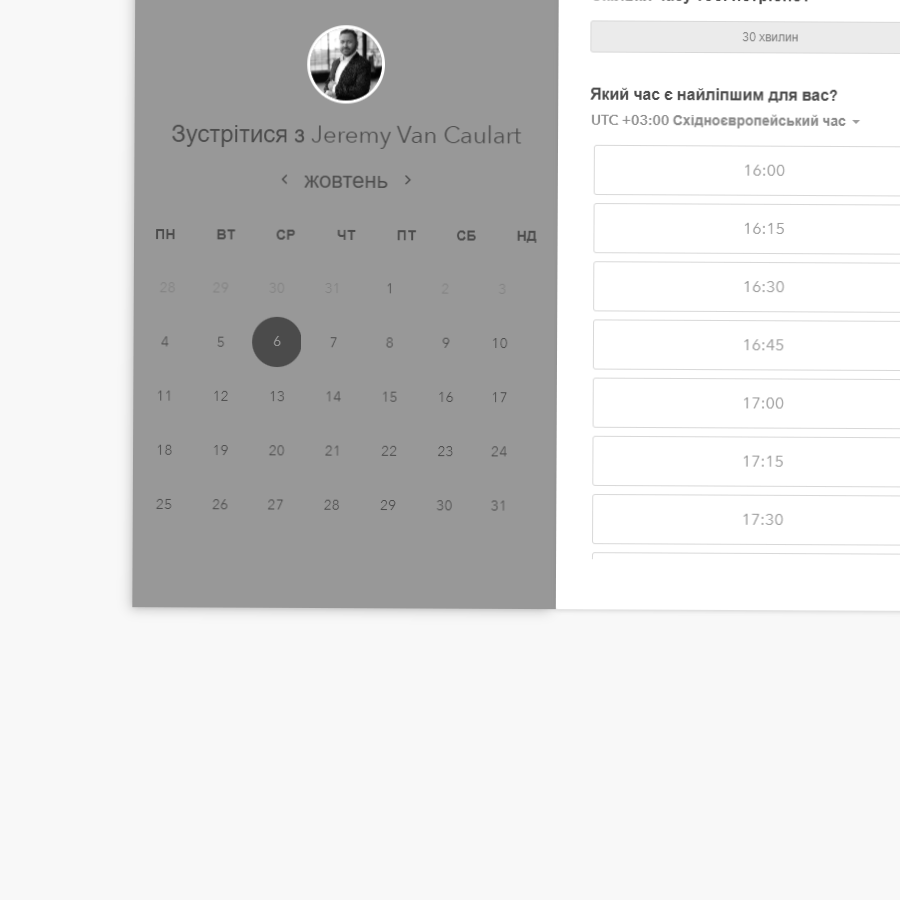 Зустрітися з Jeremy Van Caulart
жовтень
ПН ВТ СР ЧТ ПТ СБ НД
28 29 30 31 1 2 3
4 5 6 7 8 9 10
11 12 13 14 15 16 17
18 19 20 21 22 23 24
25 26 27 28 29 30 31
30 хвилин
Який час є найліпшим для вас?
UTC +03:00 Східноєвропейський час
16:00
16:15
16:30
16:45
17:00
17:15
17:30